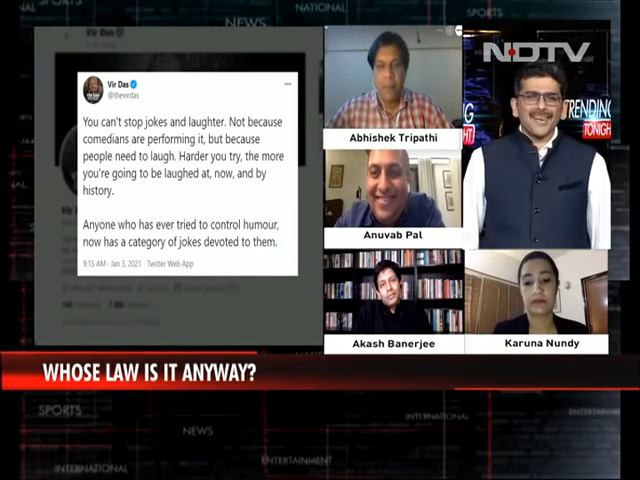 NEWS
NATIONAL
SPORTS
NDTV
Vir Das
@thevirdas
You can't stop jokes and laughter. Not because
comedians are performing it, but because
people need to laugh. Harder you try, the more
you're going to be laughed at, now, and by
history.
Anyone who has ever tried to control humour,
now has a category of jokes devoted to them.
9:15 AM · Jan 3, 2021 · Twitter Web App
Abhishek Tripathi
TRENDING
TONIGHT
Anuvab Pal
Akash Banerjee
Karuna Nundy
WHOSE LAW IS IT ANYWAY?
SPORTS
INTERNATIONAL
NEWS
ENTERTAINMENT
INTERNATIONAL